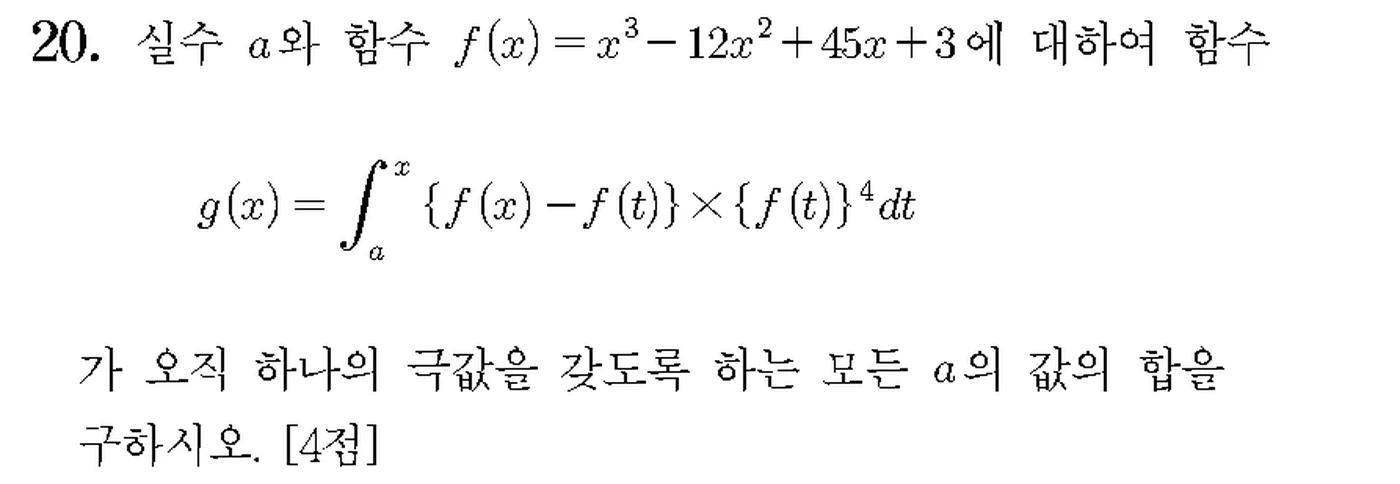 20. 실수 a와 함수 f(x)=x³-12x²+45x+3에 대하여 함수
g(x)=∫ₐˣ{f(x)-f(t)}×{f(t)}⁴dt
가 오직 하나의 극값을 갖도록 하는 모든 a의 값의 합을
구하시오. [4점]